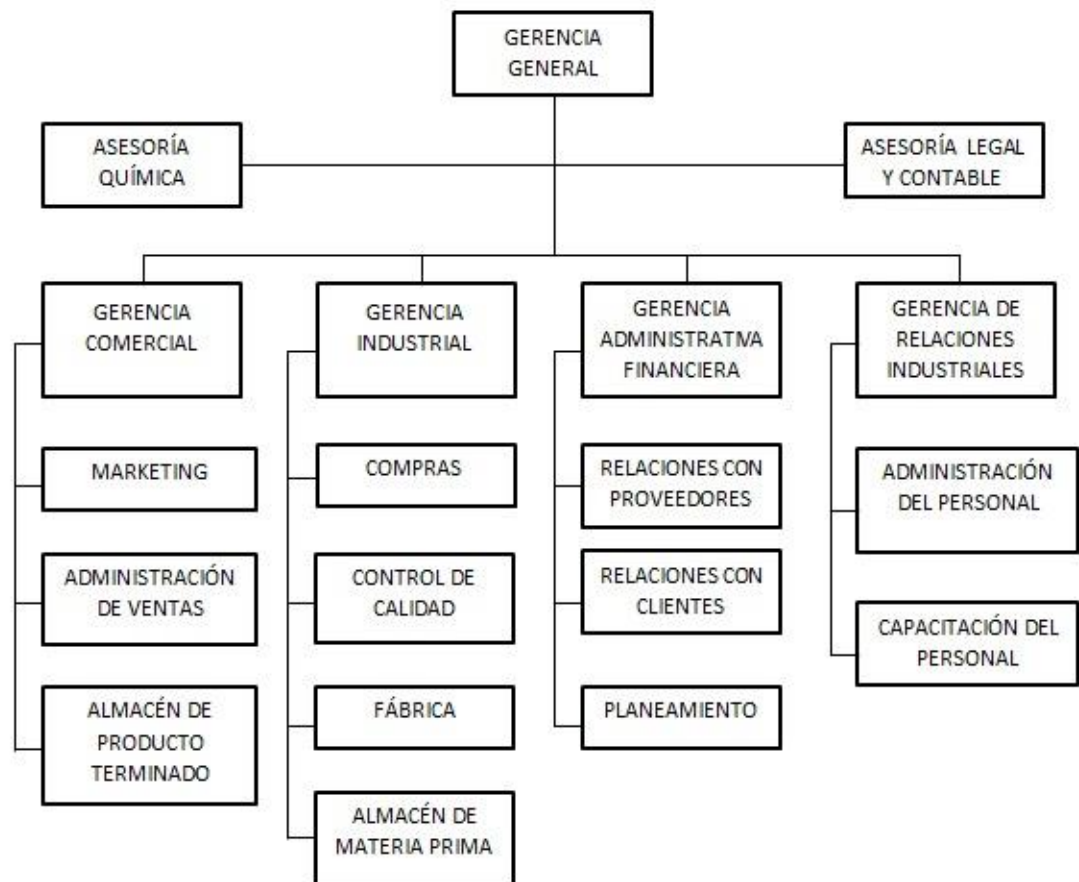 GERENCIA
GENERAL
ASESORÍA
QUÍMICA
ASESORÍA LEGAL
Y CONTABLE
GERENCIA
COMERCIAL
MARKETING
ADMINISTRACIÓN
DE VENTAS
ALMACÉN DE
PRODUCTO
TERMINADO
GERENCIA
INDUSTRIAL
COMPRAS
CONTROL DE
CALIDAD
FÁBRICA
ALMACÉN DE
MATERIA PRIMA
GERENCIA
ADMINISTRATIVA
FINANCIERA
RELACIONES CON
PROVEEDORES
RELACIONES CON
CLIENTES
PLANEAMIENTO
GERENCIA DE
RELACIONES
INDUSTRIALES
ADMINISTRACIÓN
DEL PERSONAL
CAPACITACIÓN DEL
PERSONAL